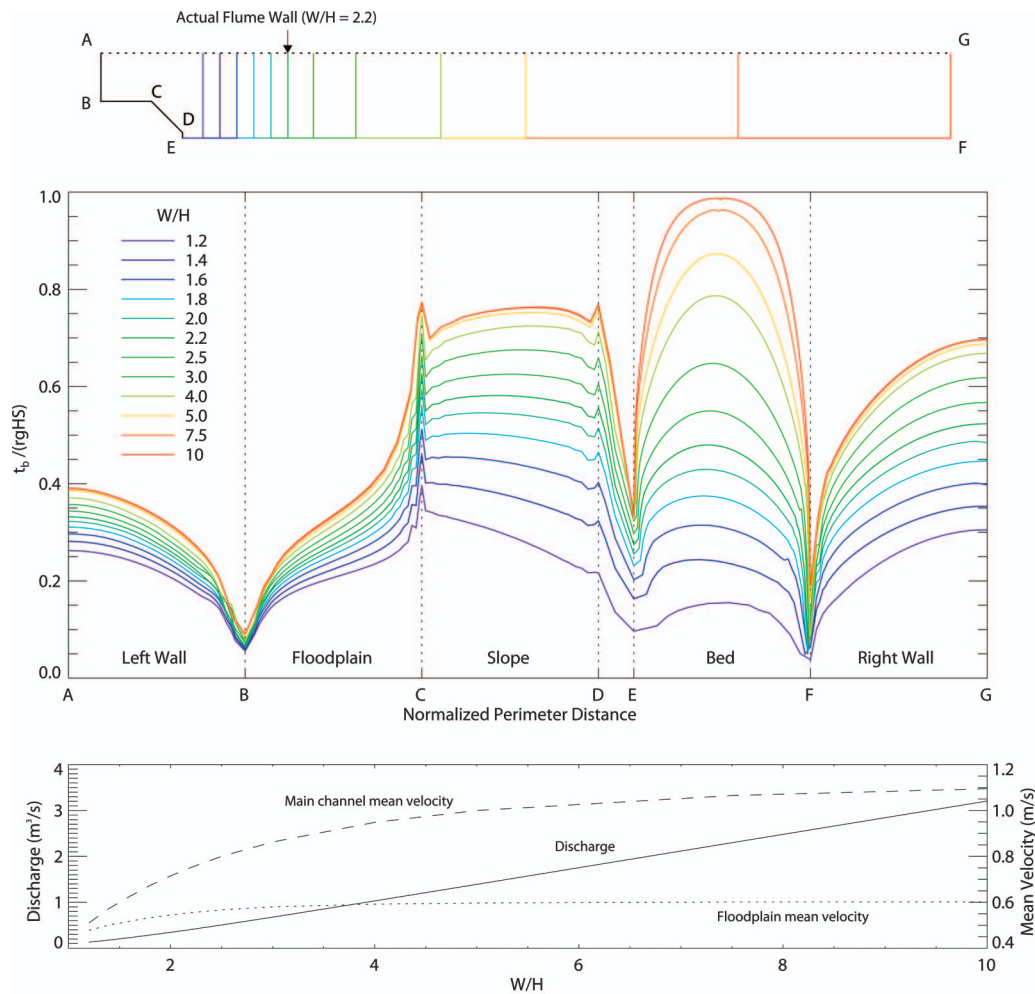 Actual Flume Wall (W/H = 2.2)
A
G
B
C
D
E
F
1.0
0.8
0.6
0.4
0.2
0.0
t_b /(rgHS)
W/H
1.2
1.4
1.6
1.8
2.0
2.2
2.5
3.0
4.0
5.0
7.5
10
Left Wall
Floodplain
Slope
Bed
Right Wall
A
B
C
D
E
F
G
Normalized Perimeter Distance
4
3
2
1
0
Discharge (m³/s)
Main channel mean velocity
Discharge
Floodplain mean velocity
1.2
1.0
0.8
0.6
0.4
Mean Velocity (m/s)
2
4
6
8
10
W/H